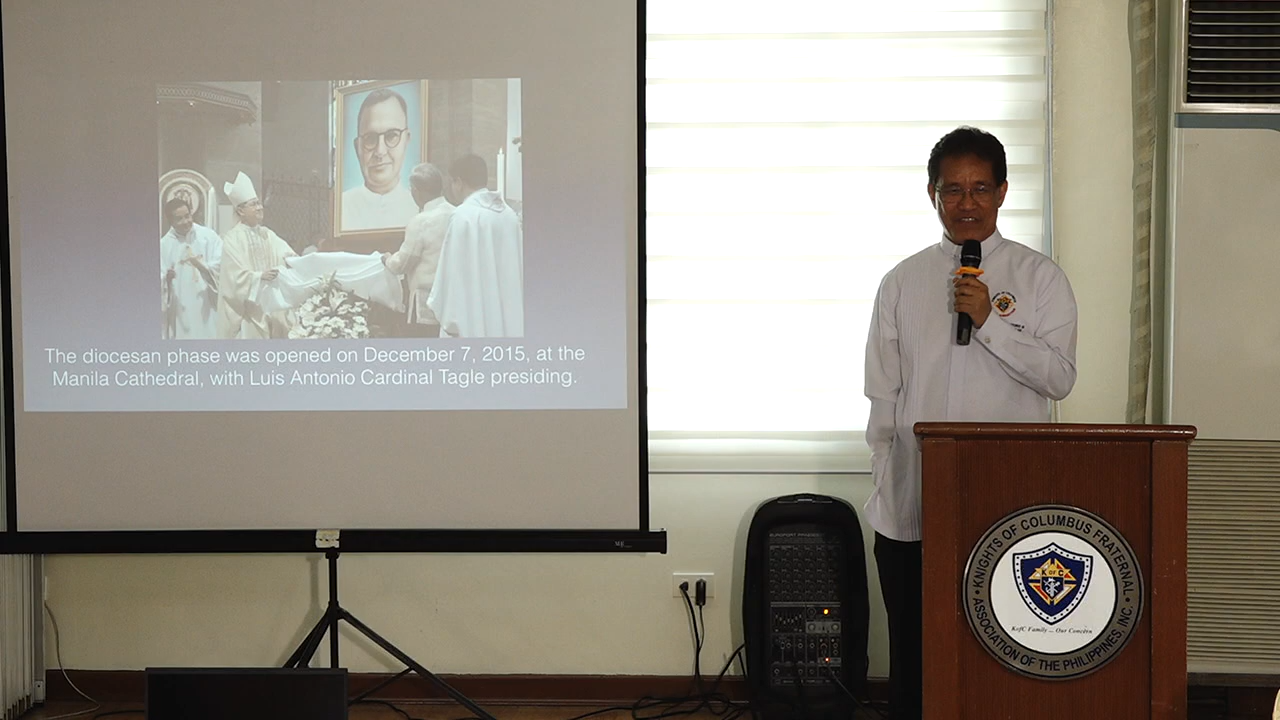 The diocesan phase was opened on December 7, 2015, at the
Manila Cathedral, with Luis Antonio Cardinal Tagle presiding.
KNIGHTS OF COLUMBUS FRATERNAL
K OF C
KofC Family ... Our Concern
ASSOCIATION OF THE PHILIPPINES, INC.